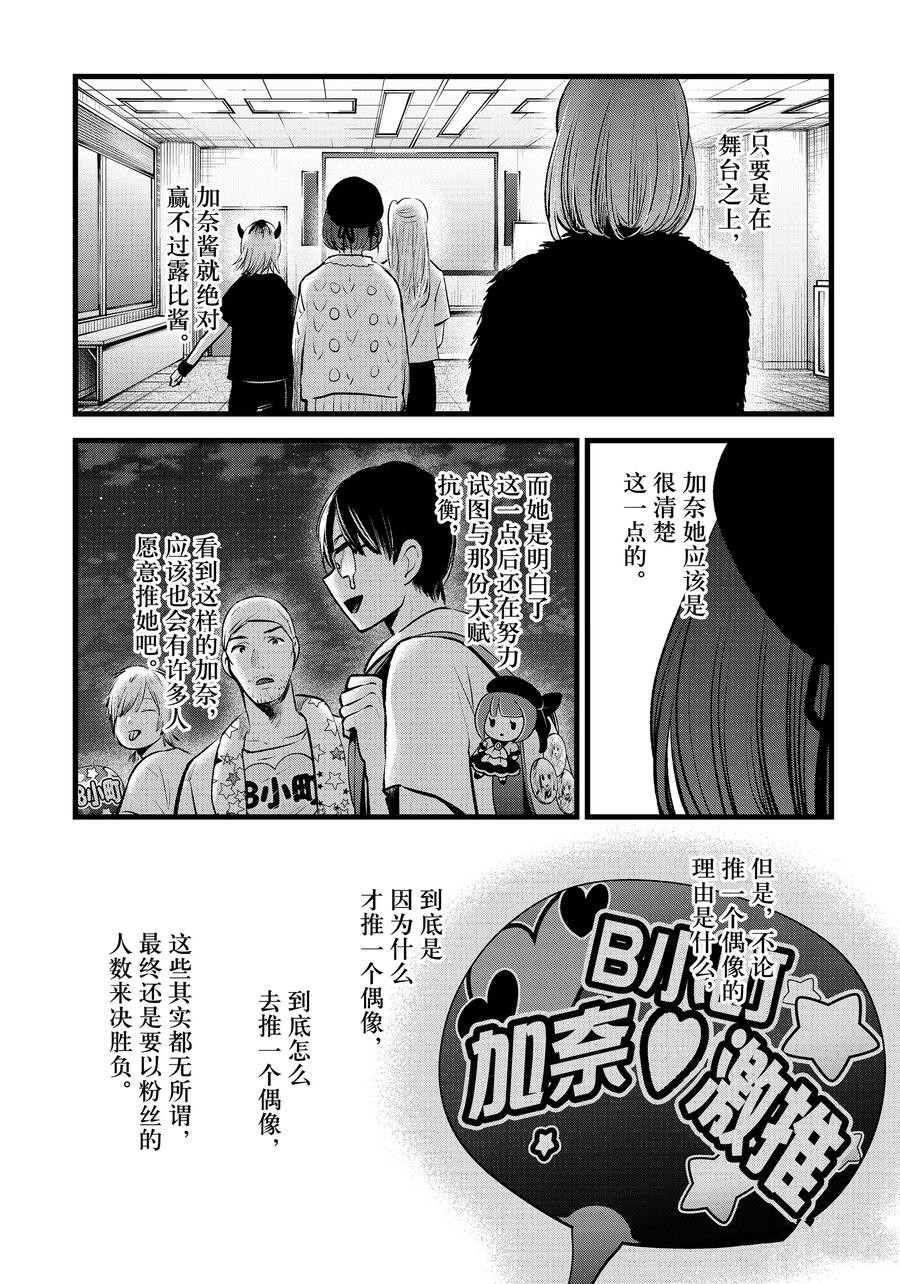 只要是在
舞台之上，
加奈酱就绝对
赢不过露比酱。
加奈她应该是
很清楚
这一点的。
而她是明白了
这一点后还在努力
试图与那份天赋
抗衡，
看到这样的加奈，
应该也会有许多人
愿意推她吧。
B小町
B小町
但是，不论
推一个偶像的
理由是什么，
B小町
加奈♥激推
到底是
因为什么
才推一个偶像，
到底怎么
去推一个偶像，
这些其实都无所谓，
最终还是要以粉丝的
人数来决胜负。